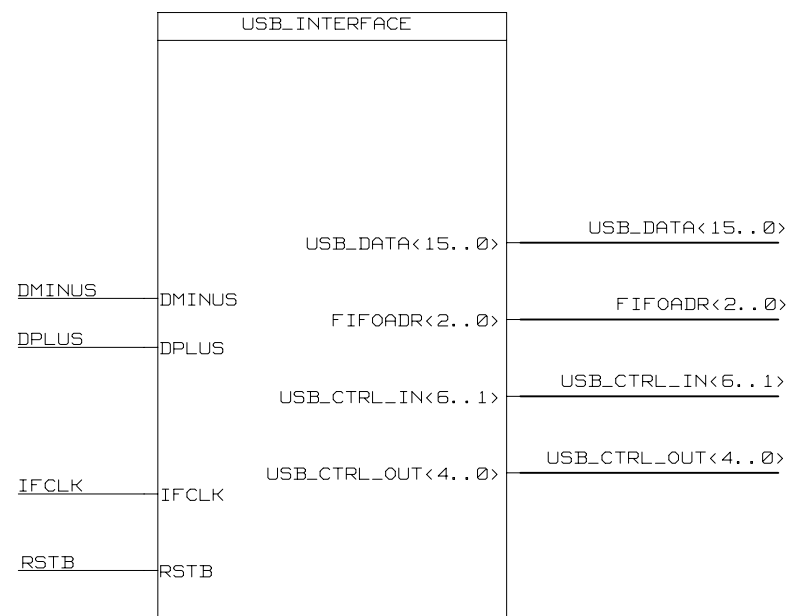 USB_INTERFACE
USB_DATA<15..0>
USB_DATA<15..0>
DMINUS
DMINUS
FIFOADR<2..0>
FIFOADR<2..0>
DPLUS
DPLUS
USB_CTRL_IN<6..1>
USB_CTRL_IN<6..1>
USB_CTRL_OUT<4..0>
USB_CTRL_OUT<4..0>
IFCLK
IFCLK
RSTB
RSTB